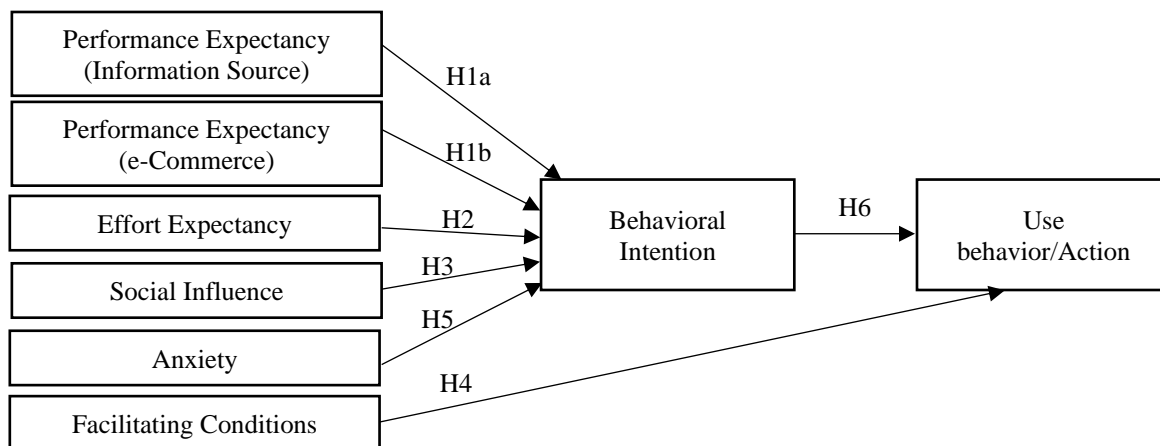 Performance Expectancy
(Information Source)
H1a
Performance Expectancy
(e-Commerce)
H1b
Effort Expectancy
H2
Social Influence
H3
Anxiety
H5
Facilitating Conditions
H4
Behavioral
Intention
H6
Use
behavior/Action